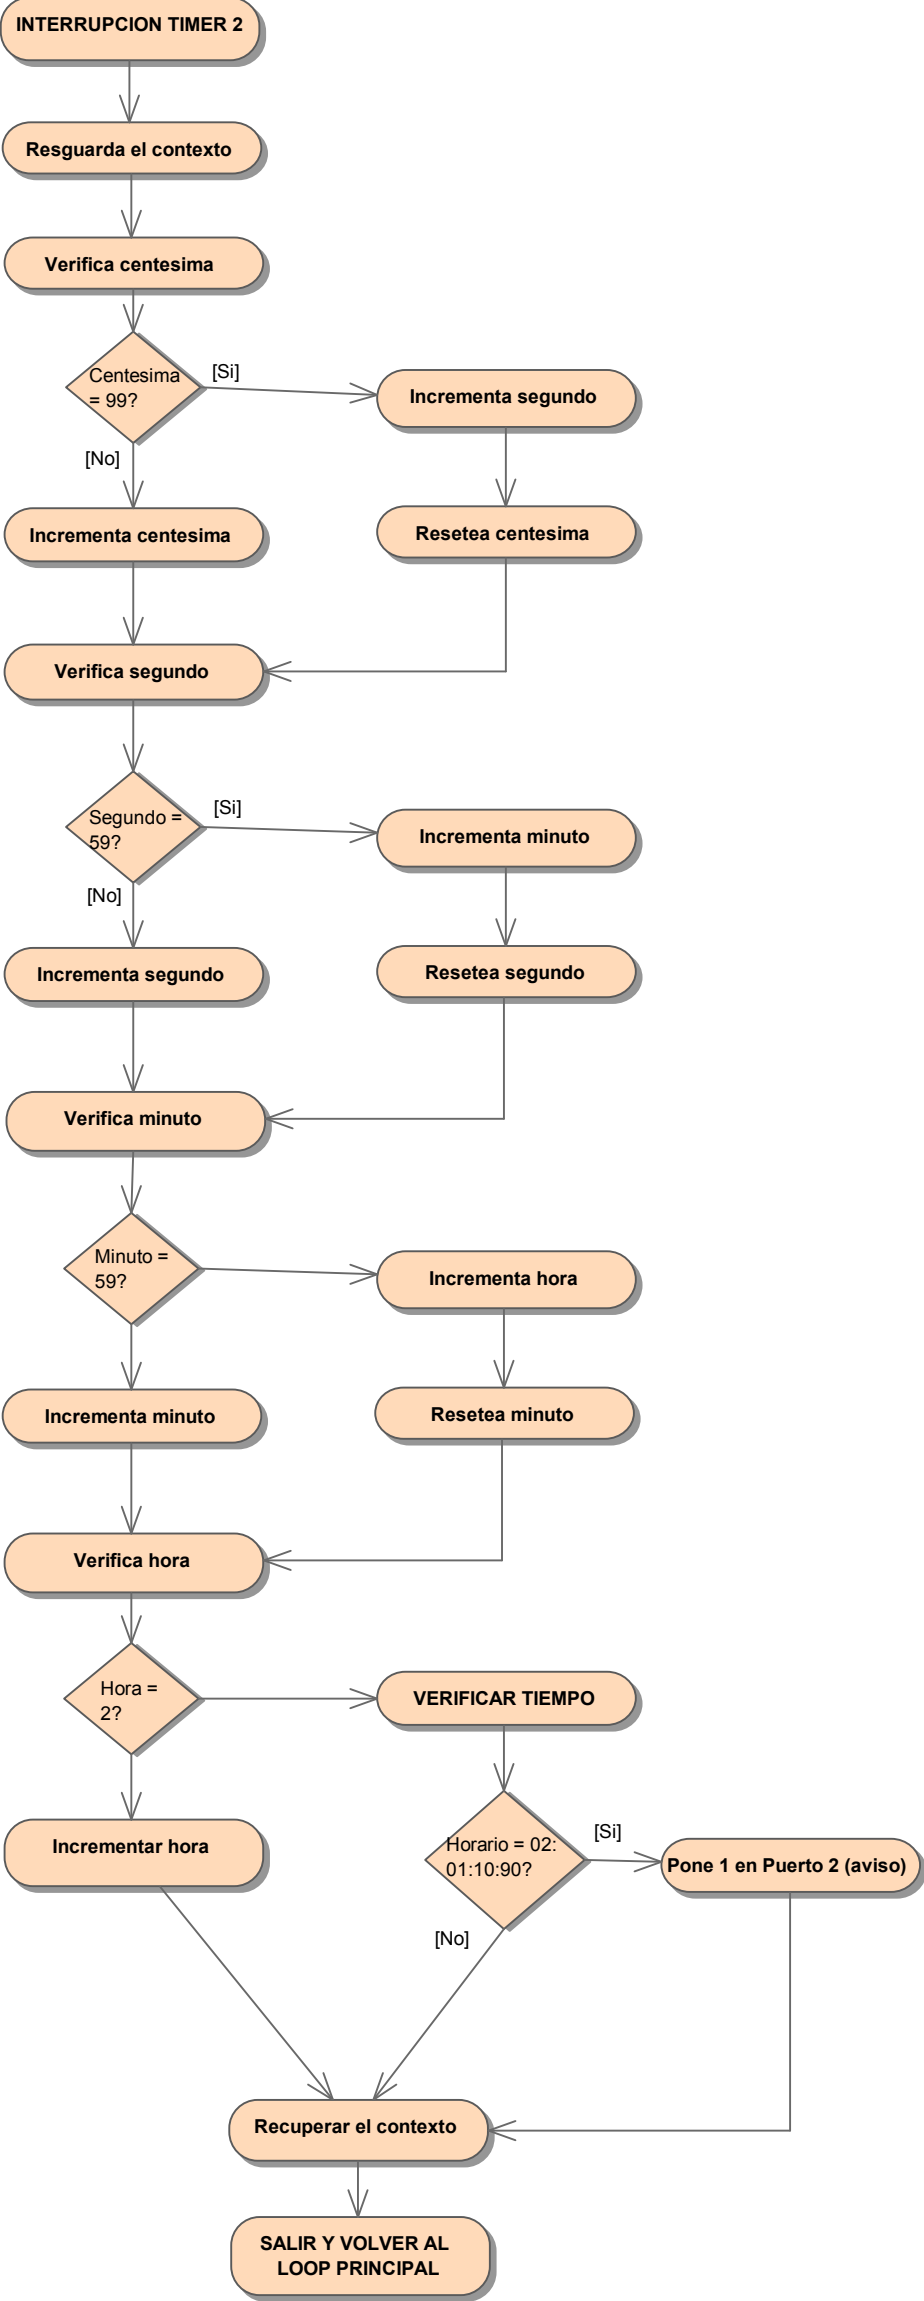 INTERRUPCION TIMER 2
Resguarda el contexto
Verifica centesima
Centesima
= 99?
[Si]
Incrementa segundo
[No]
Incrementa centesima
Resetea centesima
Verifica segundo
Segundo =
59?
[Si]
Incrementa minuto
[No]
Incrementa segundo
Resetea segundo
Verifica minuto
Minuto =
59?
Incrementa hora
Incrementa minuto
Resetea minuto
Verifica hora
Hora =
2?
VERIFICAR TIEMPO
Incrementar hora
Horario = 02:
01:10:90?
[Si]
Pone 1 en Puerto 2 (aviso)
[No]
Recuperar el contexto
SALIR Y VOLVER AL
LOOP PRINCIPAL